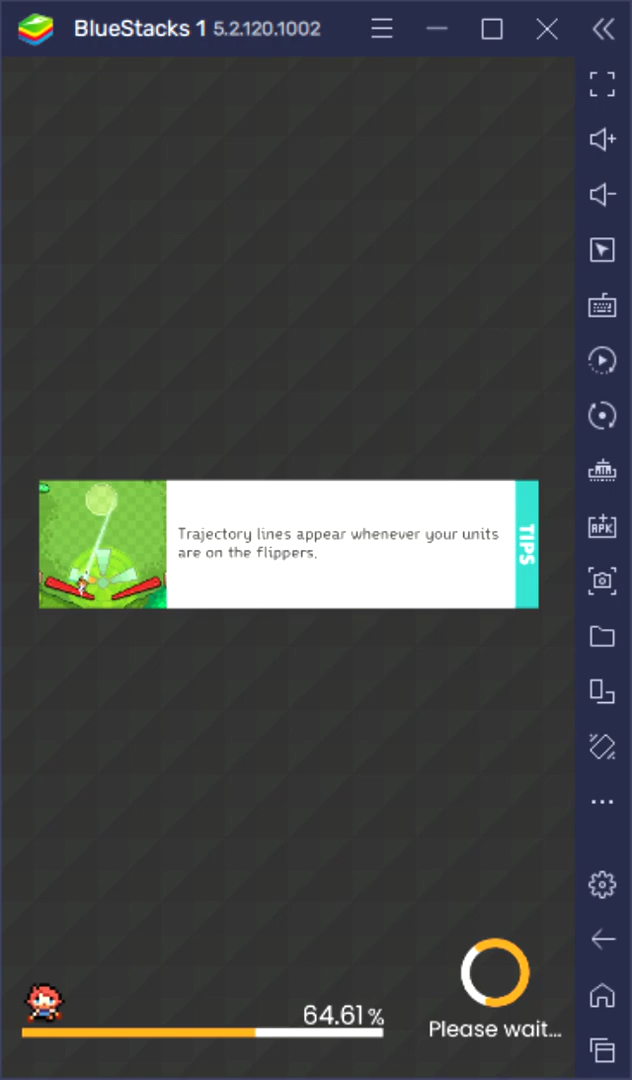 BlueStacks 1 5.2.120.1002
Trajectory lines appear whenever your units
are on the flippers.
TIPS
APK
64.61%
Please wait...